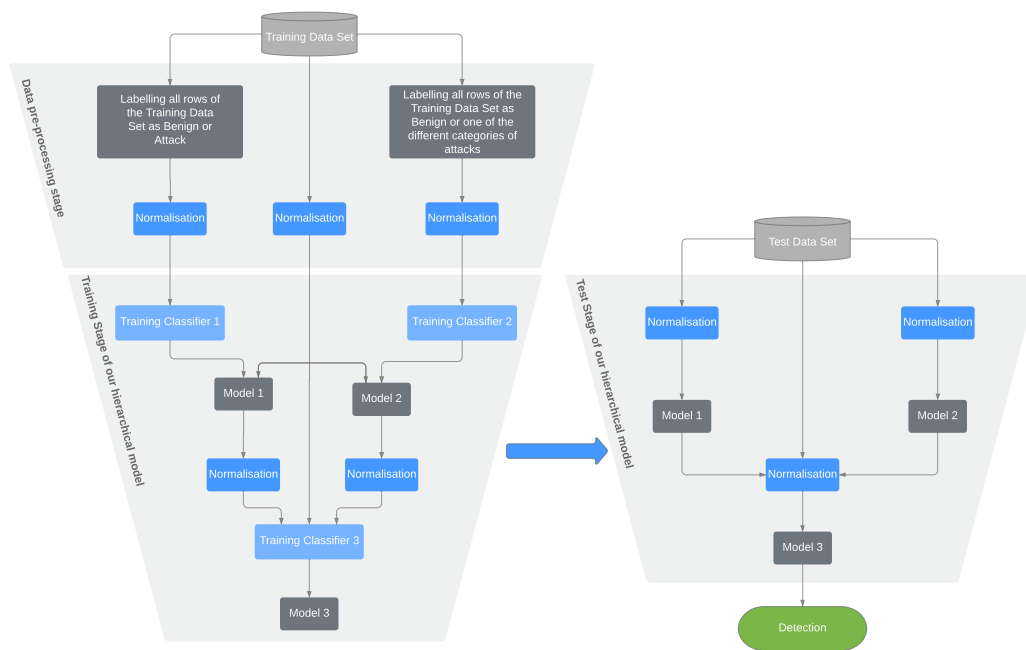 Training Data Set
Data pre-processing stage
Labelling all rows of
the Training Data
Set as Benign or
Attack
Labelling all rows of the
Training Data Set as
Benign or one of the
different categories of
attacks
Normalisation
Normalisation
Normalisation
Training Stage of our hierarchical model
Training Classifier 1
Training Classifier 2
Model 1
Model 2
Normalisation
Normalisation
Training Classifier 3
Model 3
Test Data Set
Test Stage of our hierarchical model
Normalisation
Normalisation
Model 1
Model 2
Normalisation
Model 3
Detection